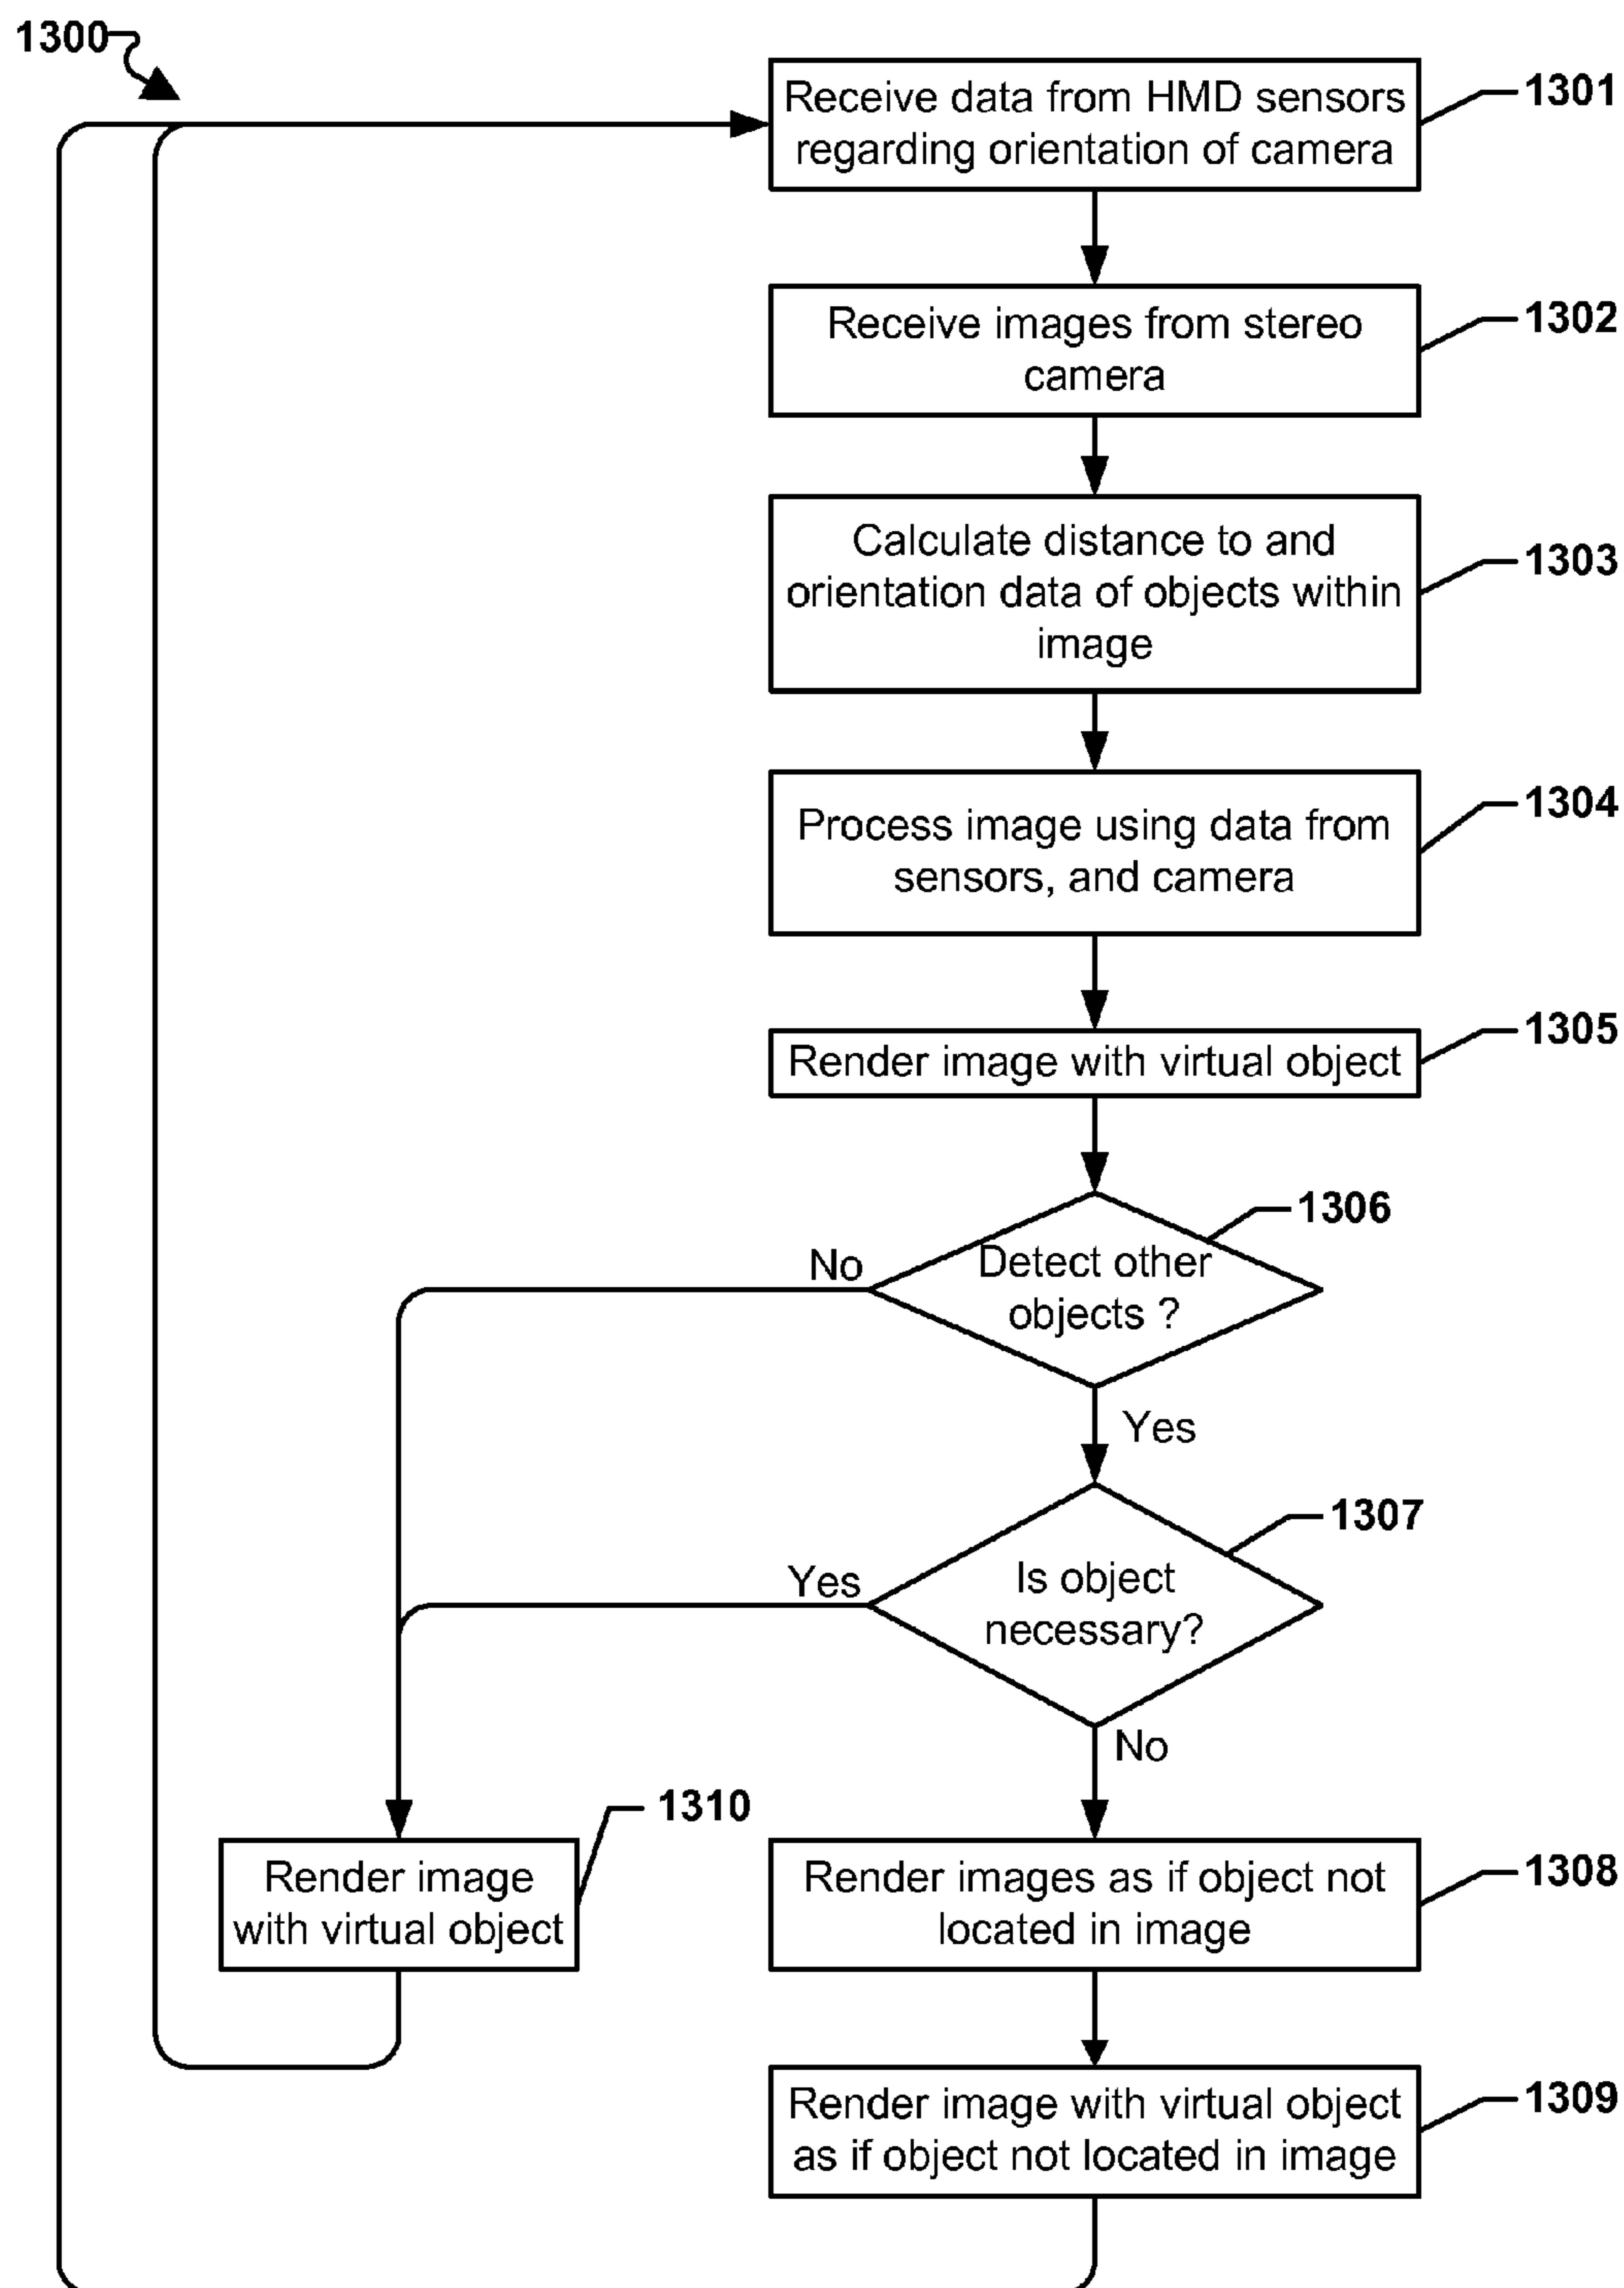 1300
Receive data from HMD sensors
regarding orientation of camera
1301
Receive images from stereo
camera
1302
Calculate distance to and
orientation data of objects within
image
1303
Process image using data from
sensors, and camera
1304
Render image with virtual object
1305
Detect other
objects ?
1306
No
Yes
Is object
necessary?
1307
Yes
No
Render image
with virtual object
1310
Render images as if object not
located in image
1308
Render image with virtual object
as if object not located in image
1309